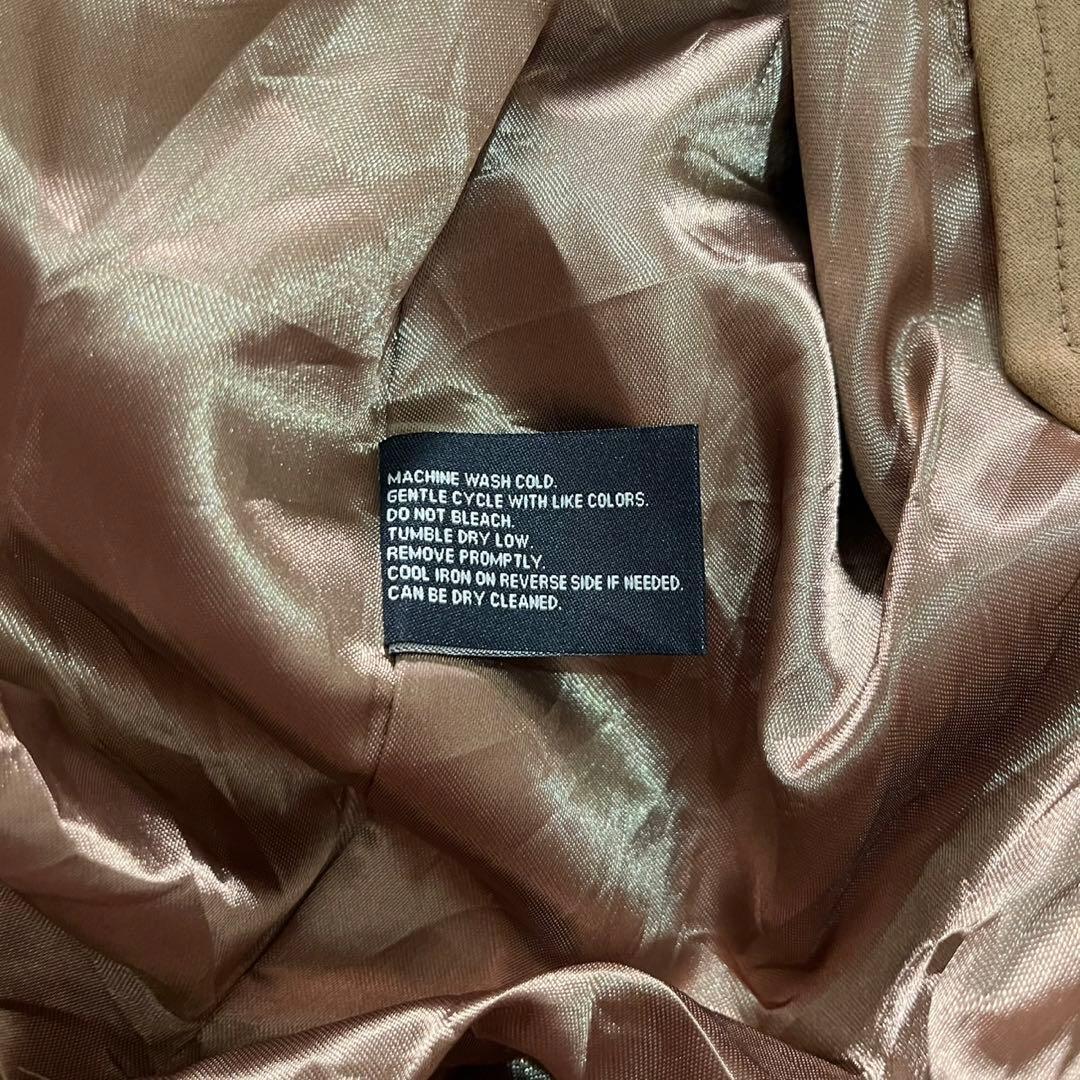 MACHINE WASH COLD.
GENTLE CYCLE WITH LIKE COLORS.
DO NOT BLEACH.
TUMBLE DRY LOW.
REMOVE PROMPTLY.
COOL IRON ON REVERSE SIDE IF NEEDED.
CAN BE DRY CLEANED.